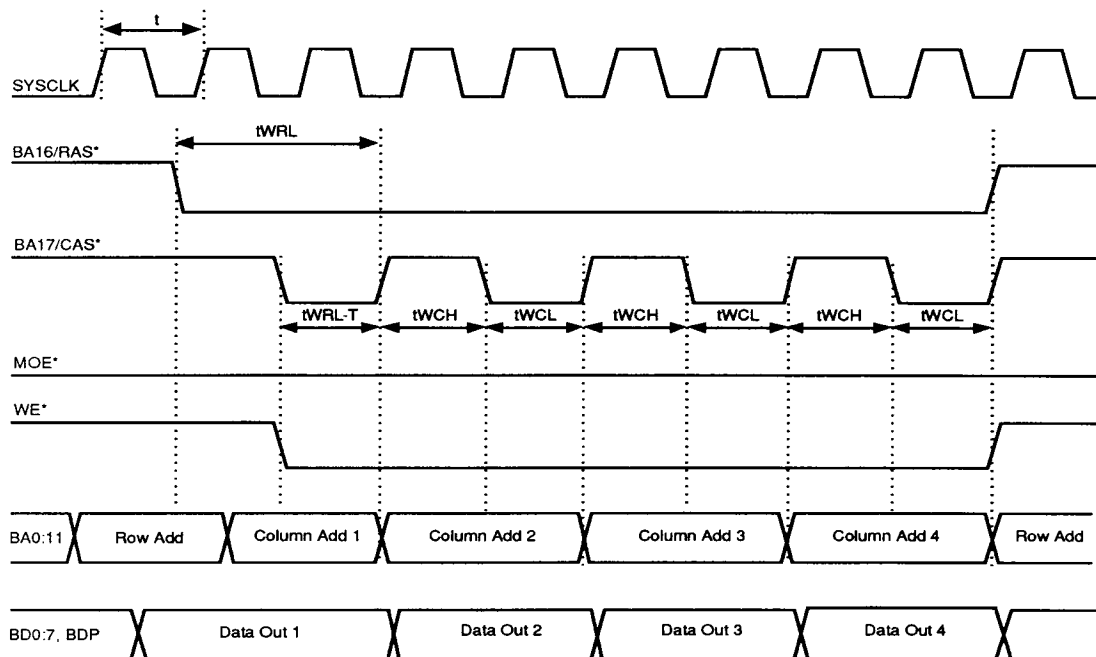 t
SYSCLK
tWRL
BA16/RAS*
BA17/CAS*
tWRL-T tWCH tWCL tWCH tWCL tWCH tWCL
MOE*
WE*
BA0:11 Row Add Column Add 1 Column Add 2 Column Add 3 Column Add 4 Row Add
BD0:7, BDP Data Out 1 Data Out 2 Data Out 3 Data Out 4